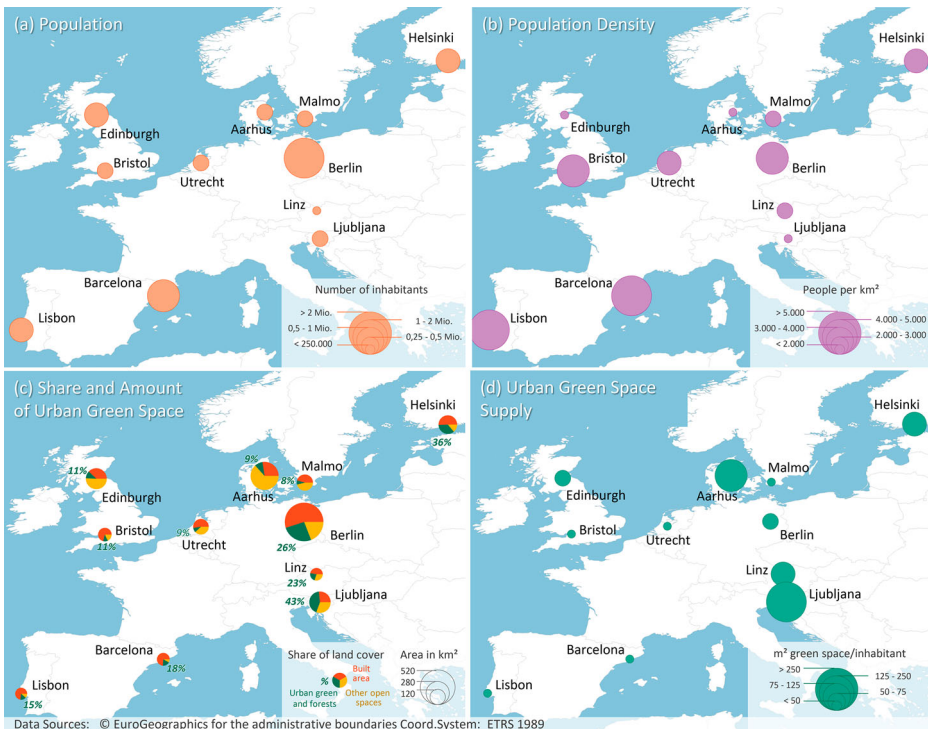 (a) Population
Helsinki
Edinburgh
Aarhus
Malmo
Bristol
Utrecht
Berlin
Linz
Ljubljana
Barcelona
Lisbon
Number of inhabitants
> 2 Mio.
1 - 2 Mio.
0,5 - 1 Mio.
0,25 - 0,5 Mio.
< 250.000
(b) Population Density
Helsinki
Edinburgh
Aarhus
Malmo
Bristol
Utrecht
Berlin
Linz
Ljubljana
Barcelona
Lisbon
People per km²
> 5.000
4.000 - 5.000
3.000 - 4.000
2.000 - 3.000
< 2.000
(c) Share and Amount
of Urban Green Space
Helsinki
36%
11%
Edinburgh
9%
Aarhus
Malmo
8%
Bristol
11%
Utrecht
9%
Berlin
26%
Linz
23%
43%
Ljubljana
Barcelona
18%
Lisbon
15%
Share of land cover
%
Built
area
Urban green
and forests
Other open
spaces
Area in km²
520
280
120
(d) Urban Green Space
Supply
Helsinki
Edinburgh
Aarhus
Malmo
Bristol
Utrecht
Berlin
Linz
Ljubljana
Barcelona
Lisbon
m² green space/inhabitant
> 250
125 - 250
75 - 125
50 - 75
< 50
Data Sources: © EuroGeographics for the administrative boundaries Coord.System: ETRS 1989